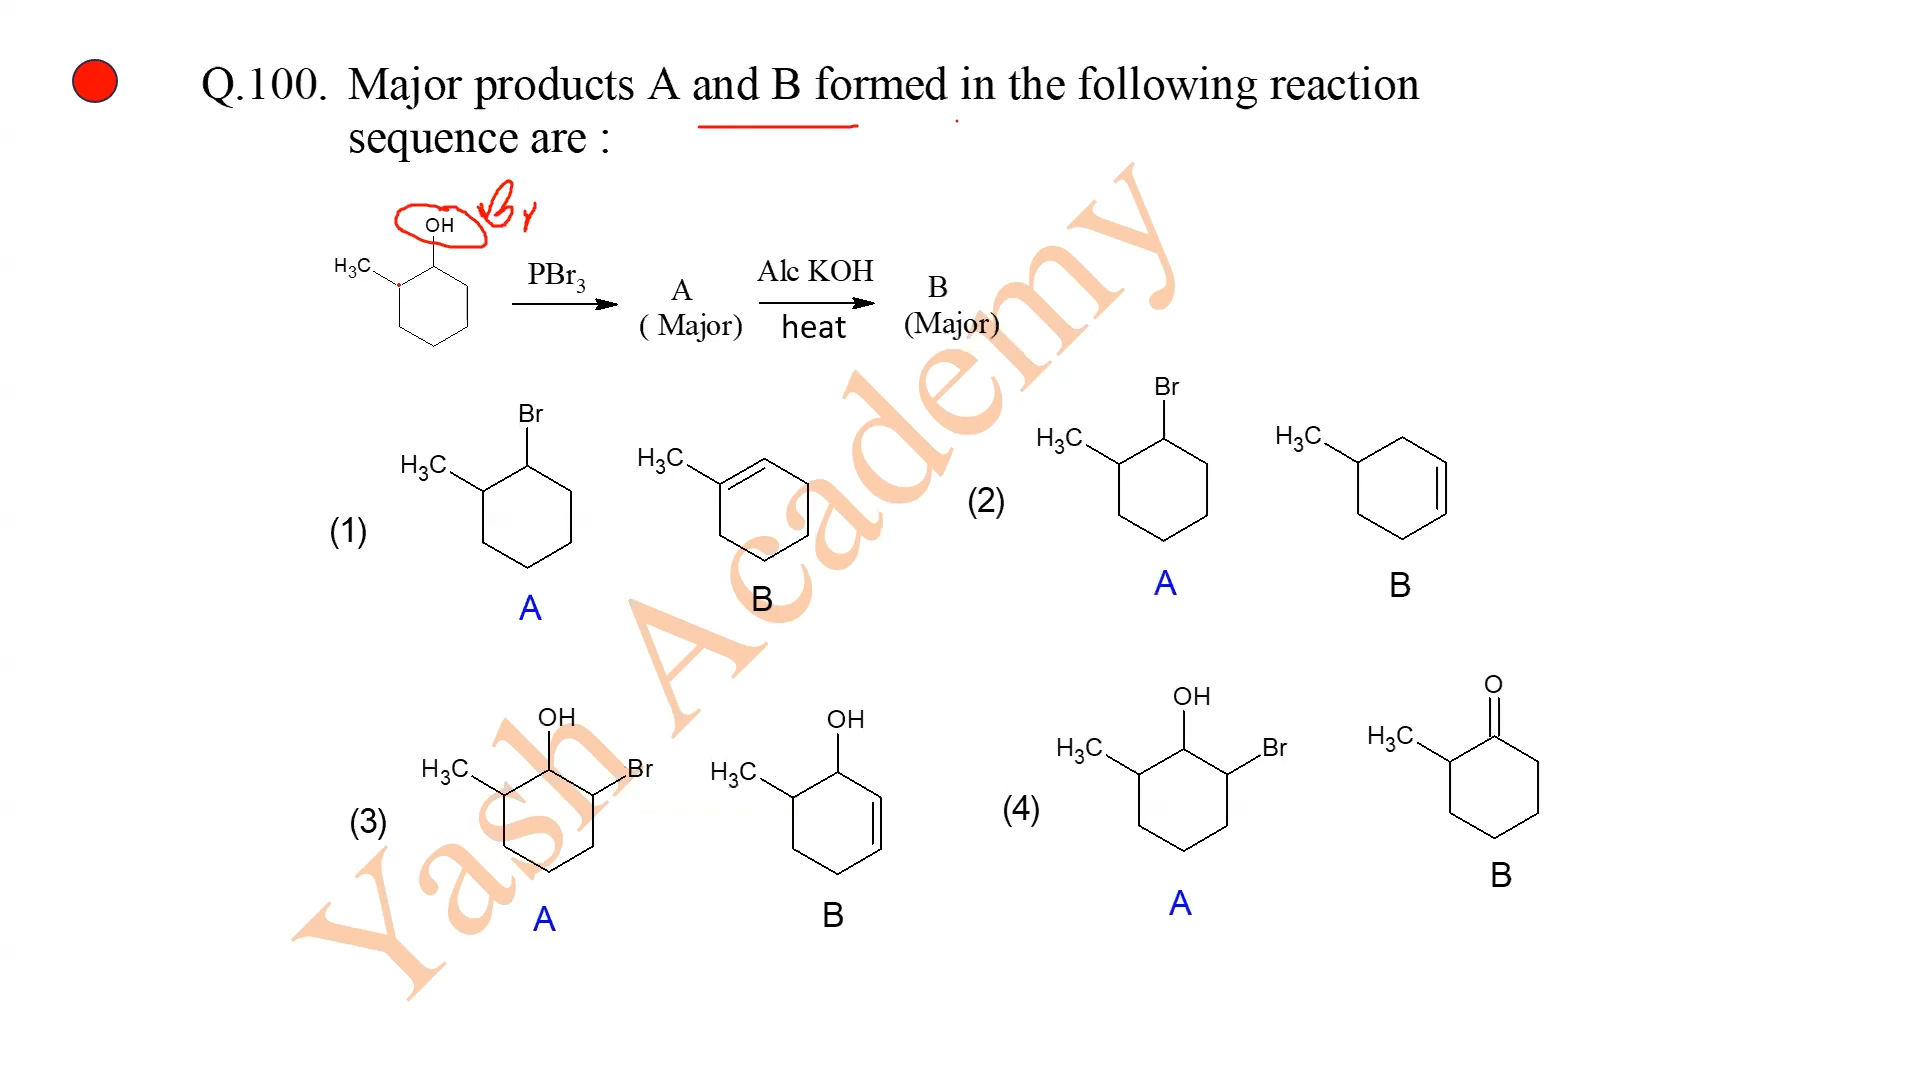 Q.100. Major products A and B formed in the following reaction
sequence are :
OH Br
H₃C
PBr₃
A
( Major)
Alc KOH
heat
B
(Major)
(1)
Br
H₃C
A
H₃C
B
(2)
Br
H₃C
A
H₃C
B
(3)
OH
H₃C
Br
A
OH
H₃C
B
(4)
OH
H₃C
Br
A
O
H₃C
B
Yash Academy